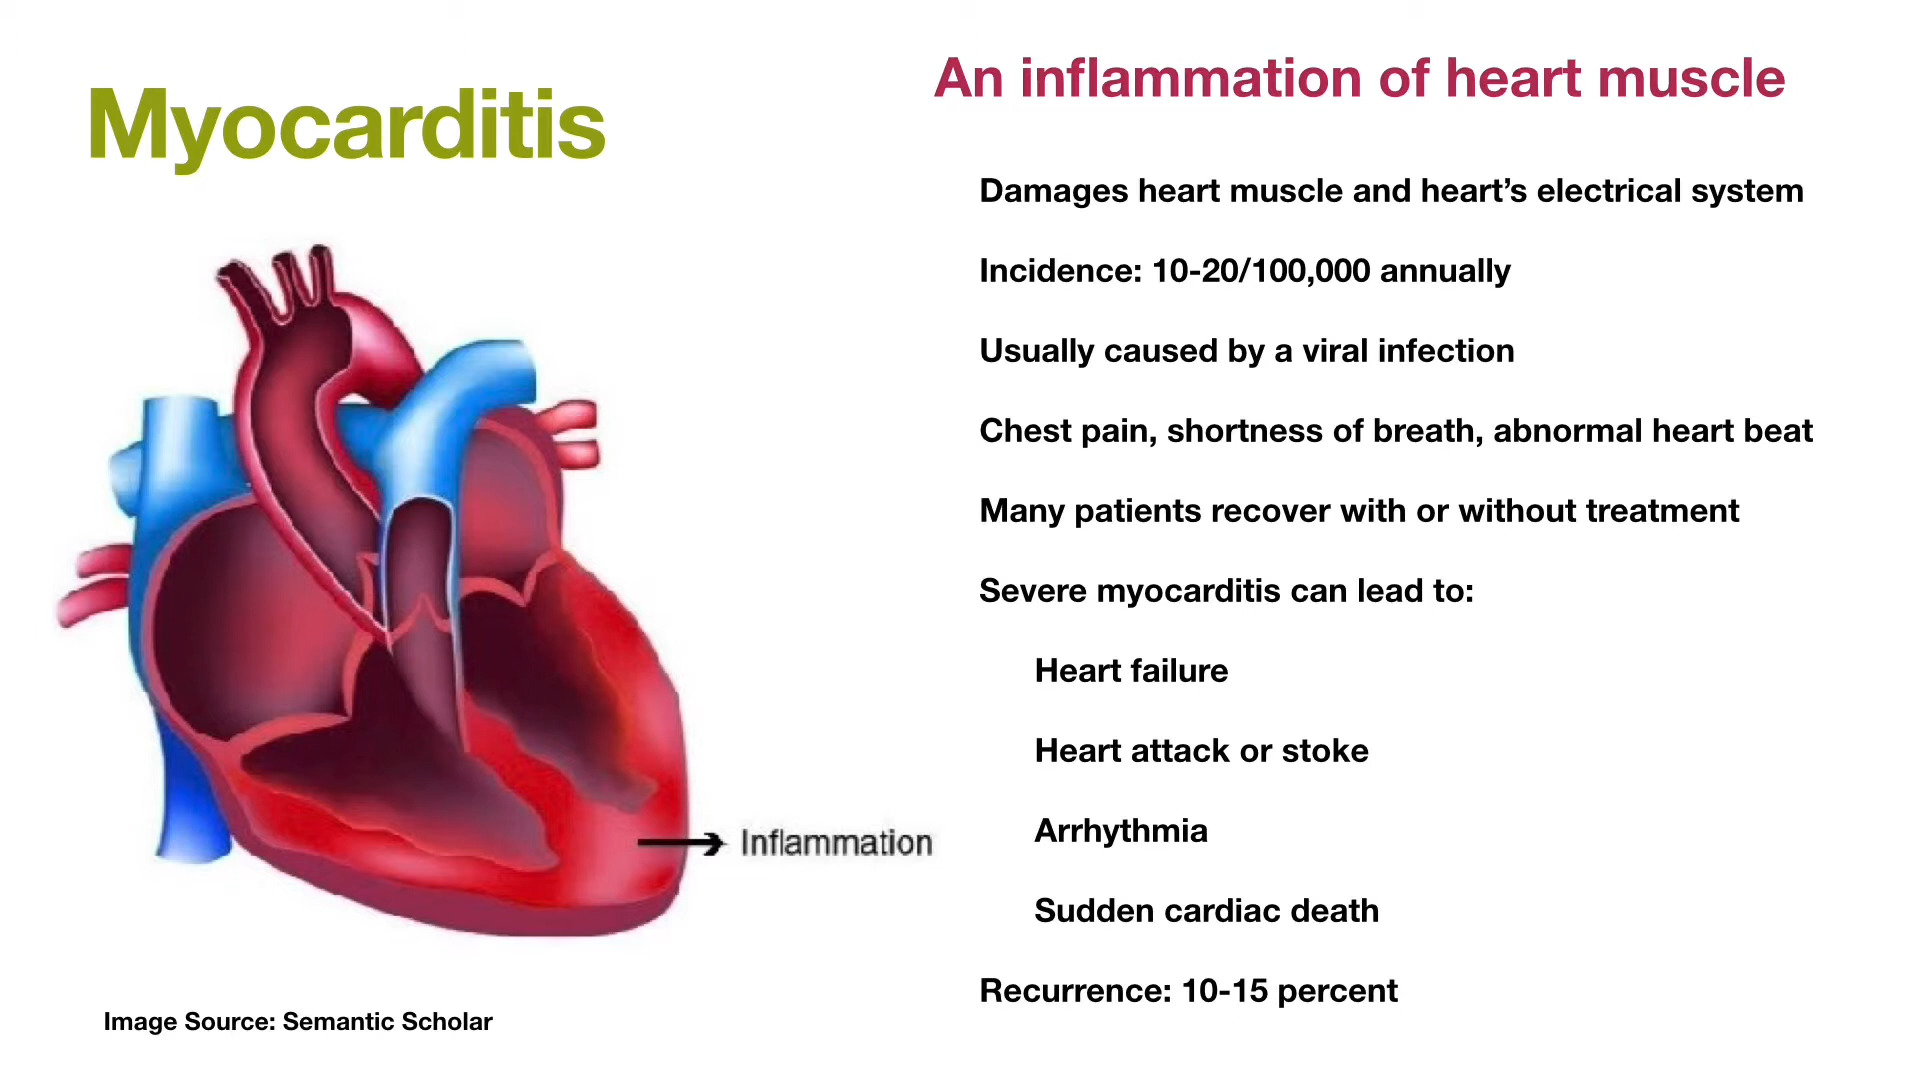 Myocarditis
An inflammation of heart muscle
Damages heart muscle and heart’s electrical system
Incidence: 10-20/100,000 annually
Usually caused by a viral infection
Chest pain, shortness of breath, abnormal heart beat
Many patients recover with or without treatment
Severe myocarditis can lead to:
Heart failure
Heart attack or stoke
Arrhythmia
Sudden cardiac death
Recurrence: 10-15 percent
Inflammation
Image Source: Semantic Scholar